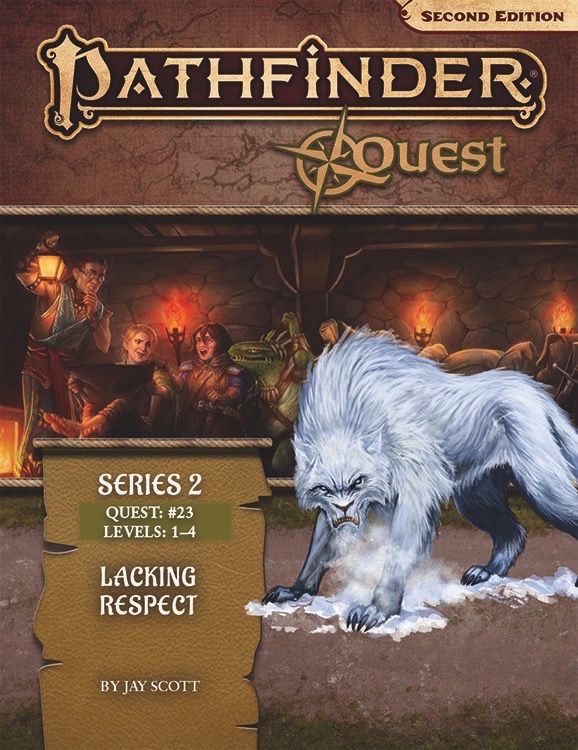 SECOND EDITION
PATHFINDER®
QUEST
SERIES 2
QUEST: #23
LEVELS: 1–4
LACKING
RESPECT
BY JAY SCOTT